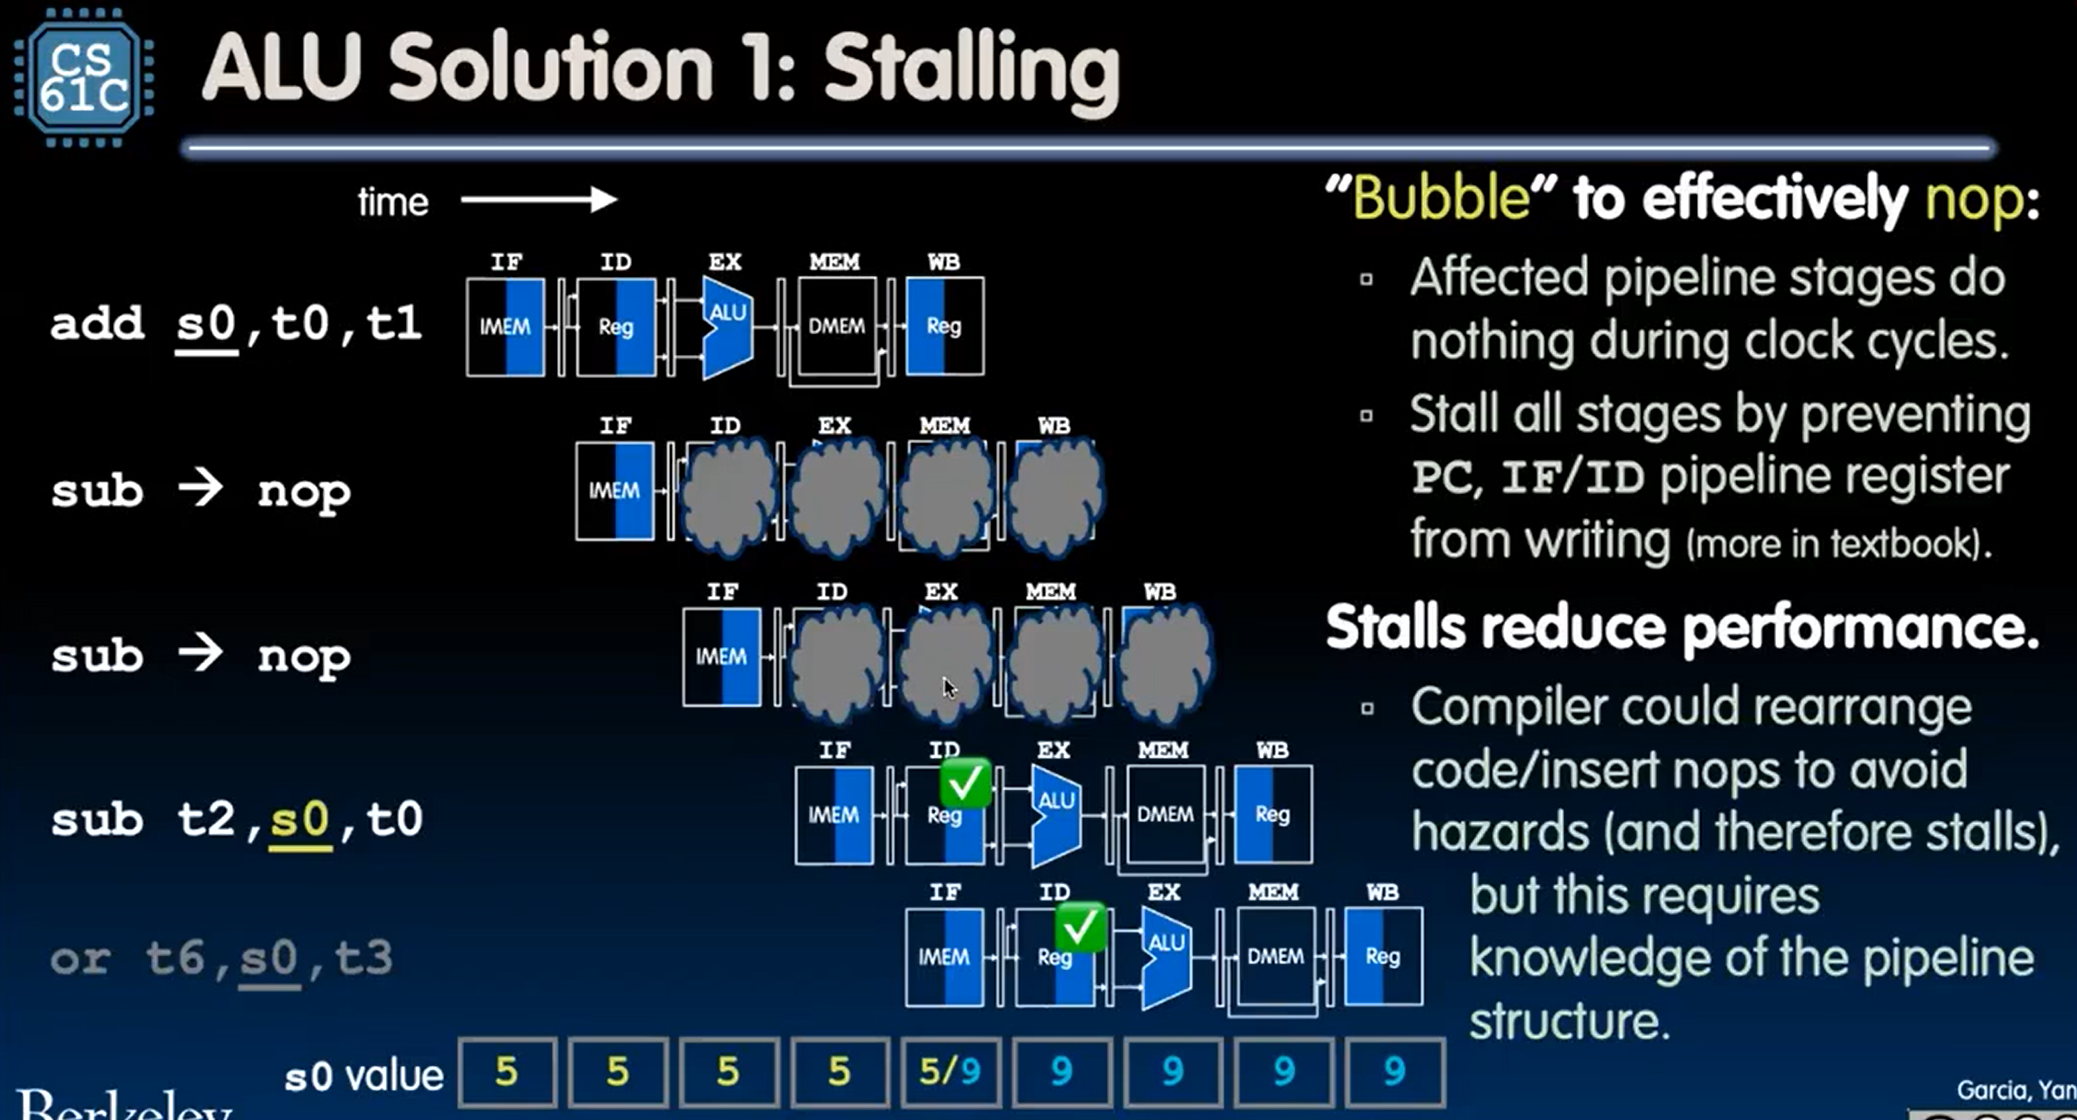 CS
61C
ALU Solution 1: Stalling
time
IF ID EX MEM WB
add s0,t0,t1
IMEM Reg ALU DMEM Reg
IF ID EX MEM WB
sub → nop
IMEM
IF ID EX MEM WB
sub → nop
IMEM
IF ID EX MEM WB
sub t2,s0,t0
IMEM Reg ALU DMEM Reg
IF ID EX MEM WB
or t6,s0,t3
IMEM Reg ALU DMEM Reg
s0 value 5 5 5 5 5/9 9 9 9 9
"Bubble" to effectively nop:
Affected pipeline stages do
nothing during clock cycles.
Stall all stages by preventing
PC, IF/ID pipeline register
from writing (more in textbook).
Stalls reduce performance.
Compiler could rearrange
code/insert nops to avoid
hazards (and therefore stalls),
but this requires
knowledge of the pipeline
structure.
Berkeley
Garcia, Yan